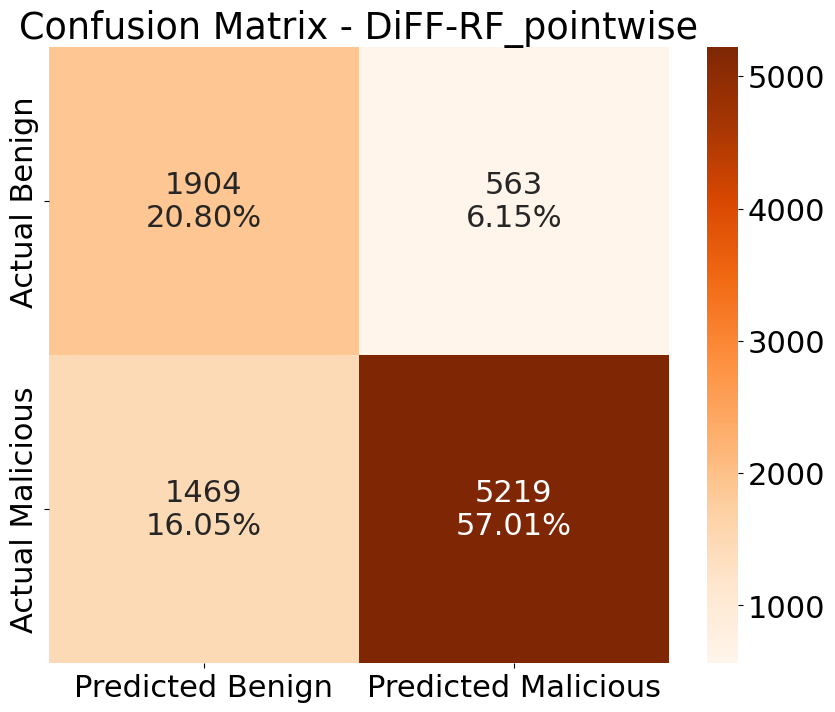 Confusion Matrix - DiFF-RF_pointwise
Actual Benign
1904
20.80%
563
6.15%
Actual Malicious
1469
16.05%
5219
57.01%
Predicted Benign
Predicted Malicious
5000
4000
3000
2000
1000